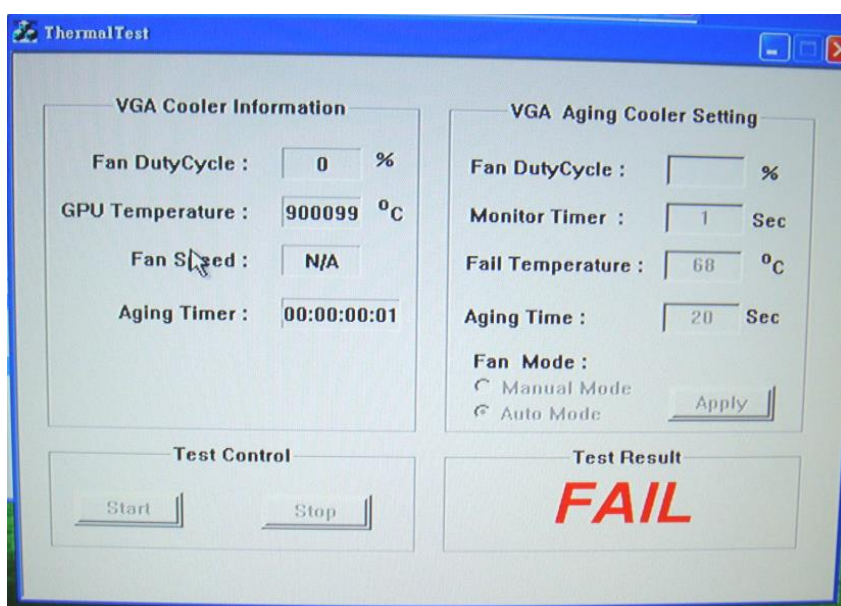 ThermalTest
VGA Cooler Information
Fan DutyCycle : 0 %
GPU Temperature : 900099 °C
Fan Speed : N/A
Aging Timer : 00:00:00:01
VGA Aging Cooler Setting
Fan DutyCycle : %
Monitor Timer : 1 Sec
Fail Temperature : 68 °C
Aging Time : 20 Sec
Fan Mode :
Manual Mode
Auto Mode
Apply
Test Control
Start Stop
Test Result
FAIL